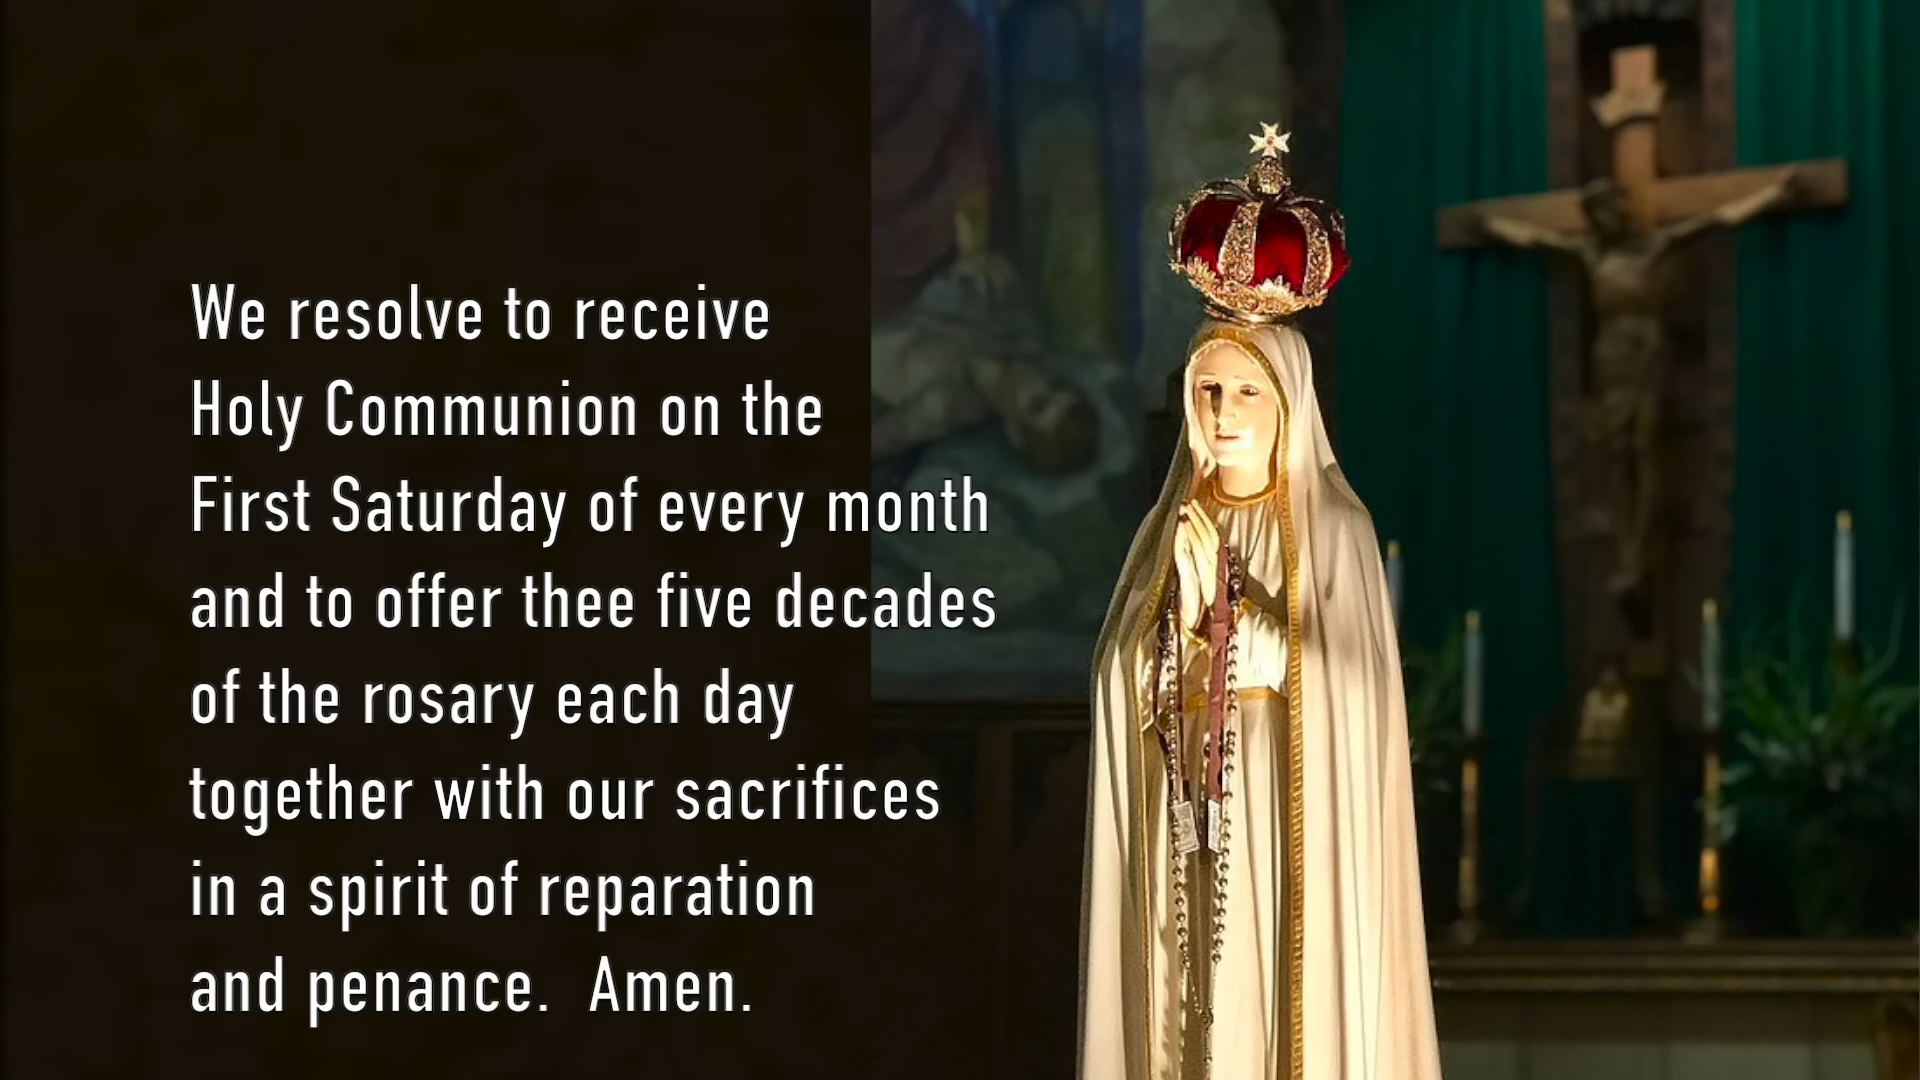 We resolve to receive
Holy Communion on the
First Saturday of every month
and to offer thee five decades
of the rosary each day
together with our sacrifices
in a spirit of reparation
and penance.  Amen.